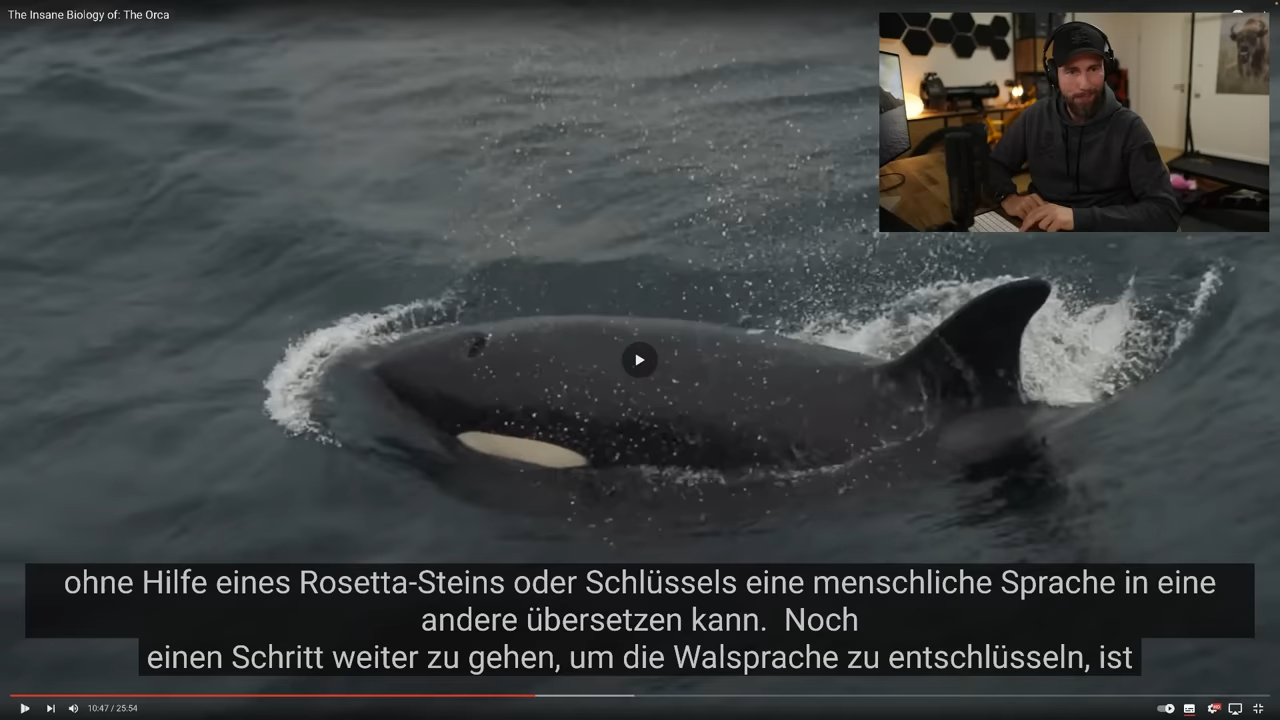 The Insane Biology of: The Orca
ohne Hilfe eines Rosetta-Steins oder Schlüssels eine menschliche Sprache in eine
andere übersetzen kann.  Noch
einen Schritt weiter zu gehen, um die Walsprache zu entschlüsseln, ist
10:47 / 25:54